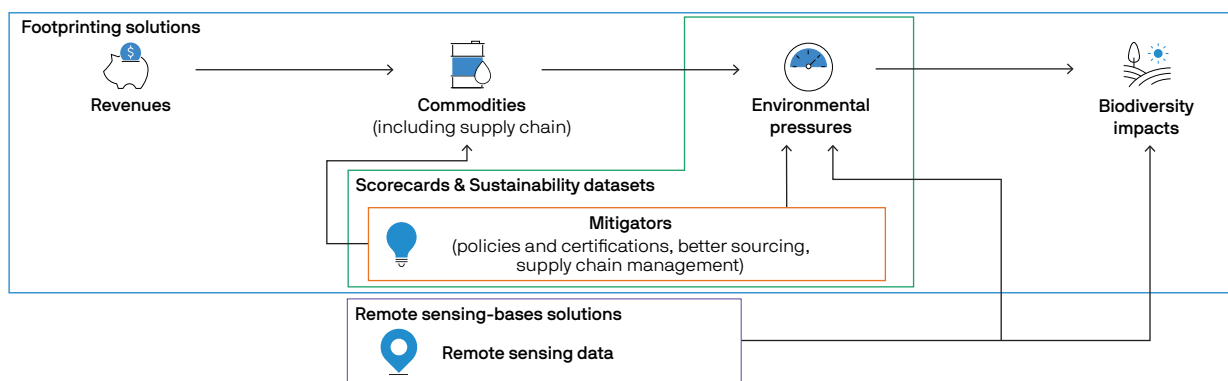 Footprinting solutions
$
Revenues
Commodities
(including supply chain)
Environmental
pressures
Biodiversity
impacts
Scorecards & Sustainability datasets
Mitigators
(policies and certifications, better sourcing,
supply chain management)
Remote sensing-bases solutions
Remote sensing data